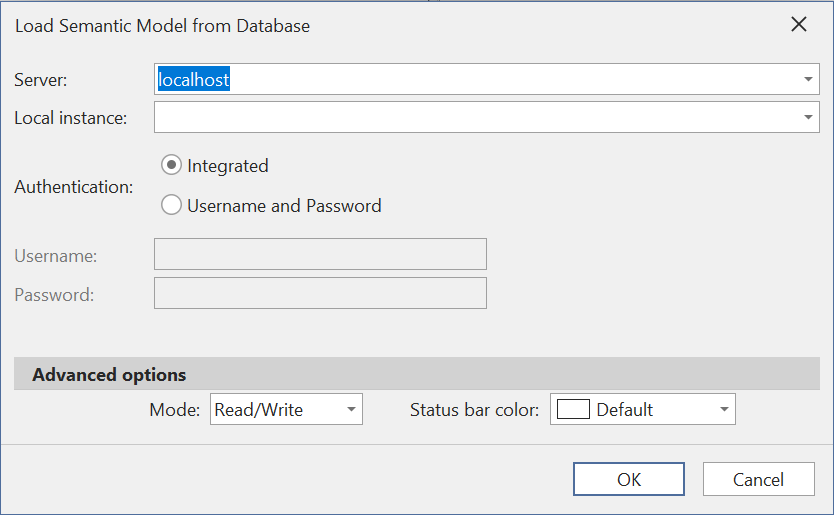 Load Semantic Model from Database
Server: localhost
Local instance:
Authentication:
Integrated
Username and Password
Username:
Password:
Advanced options
Mode: Read/Write Status bar color: Default
OK Cancel